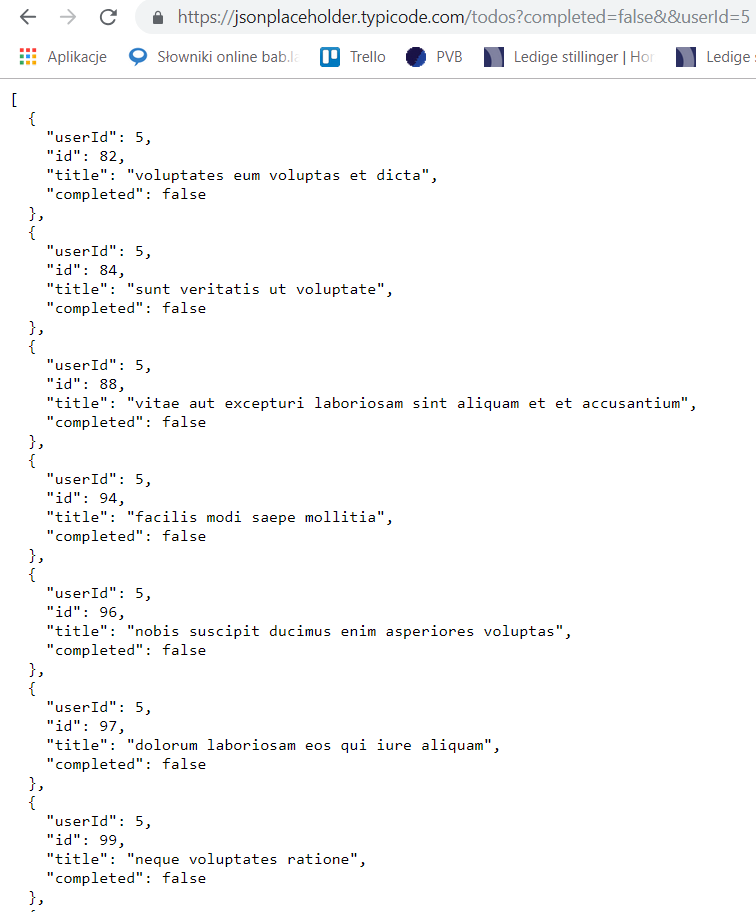 https://jsonplaceholder.typicode.com/todos?completed=false&&userId=5
Aplikacje Słowniki online bab.la Trello PVB Ledige stillinger | Hor Ledige s
[
  {
    "userId": 5,
    "id": 82,
    "title": "voluptates eum voluptas et dicta",
    "completed": false
  },
  {
    "userId": 5,
    "id": 84,
    "title": "sunt veritatis ut voluptate",
    "completed": false
  },
  {
    "userId": 5,
    "id": 88,
    "title": "vitae aut excepturi laboriosam sint aliquam et et accusantium",
    "completed": false
  },
  {
    "userId": 5,
    "id": 94,
    "title": "facilis modi saepe mollitia",
    "completed": false
  },
  {
    "userId": 5,
    "id": 96,
    "title": "nobis suscipit ducimus enim asperiores voluptas",
    "completed": false
  },
  {
    "userId": 5,
    "id": 97,
    "title": "dolorum laboriosam eos qui iure aliquam",
    "completed": false
  },
  {
    "userId": 5,
    "id": 99,
    "title": "neque voluptates ratione",
    "completed": false
  },